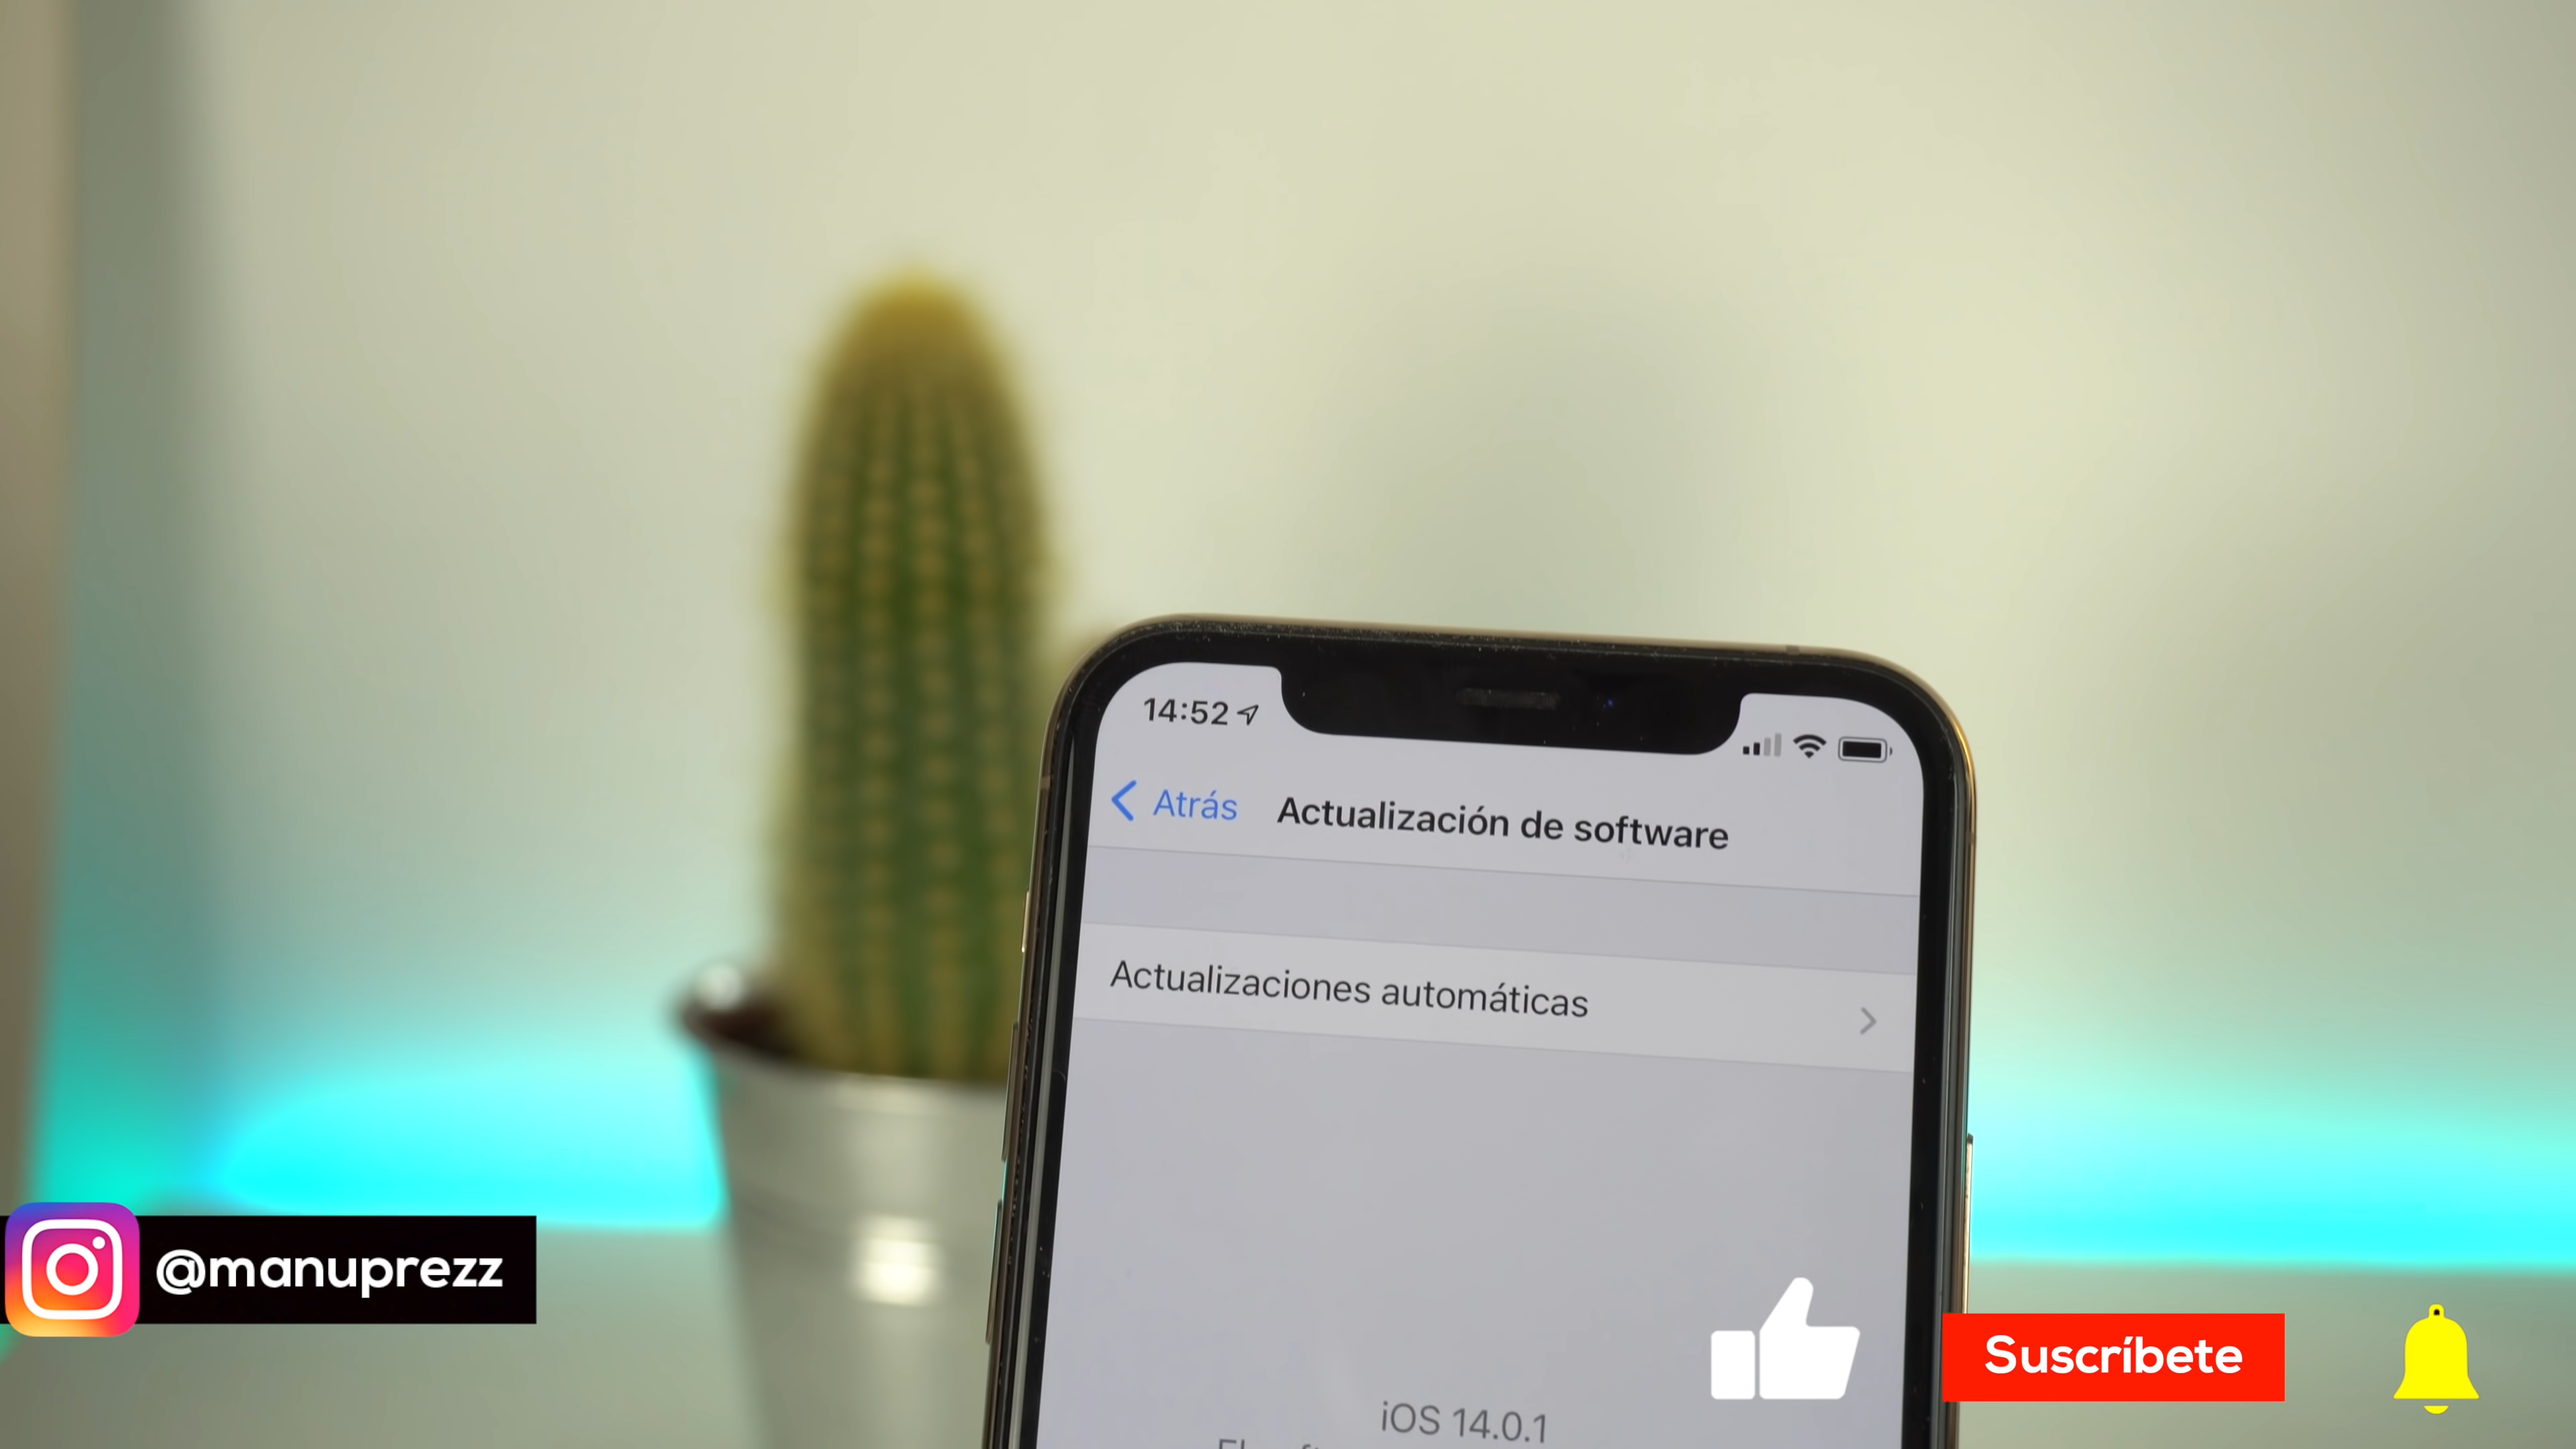 14:52
Atrás
Actualización de software
Actualizaciones automáticas
@manuprezz
Suscríbete
iOS 14.0.1